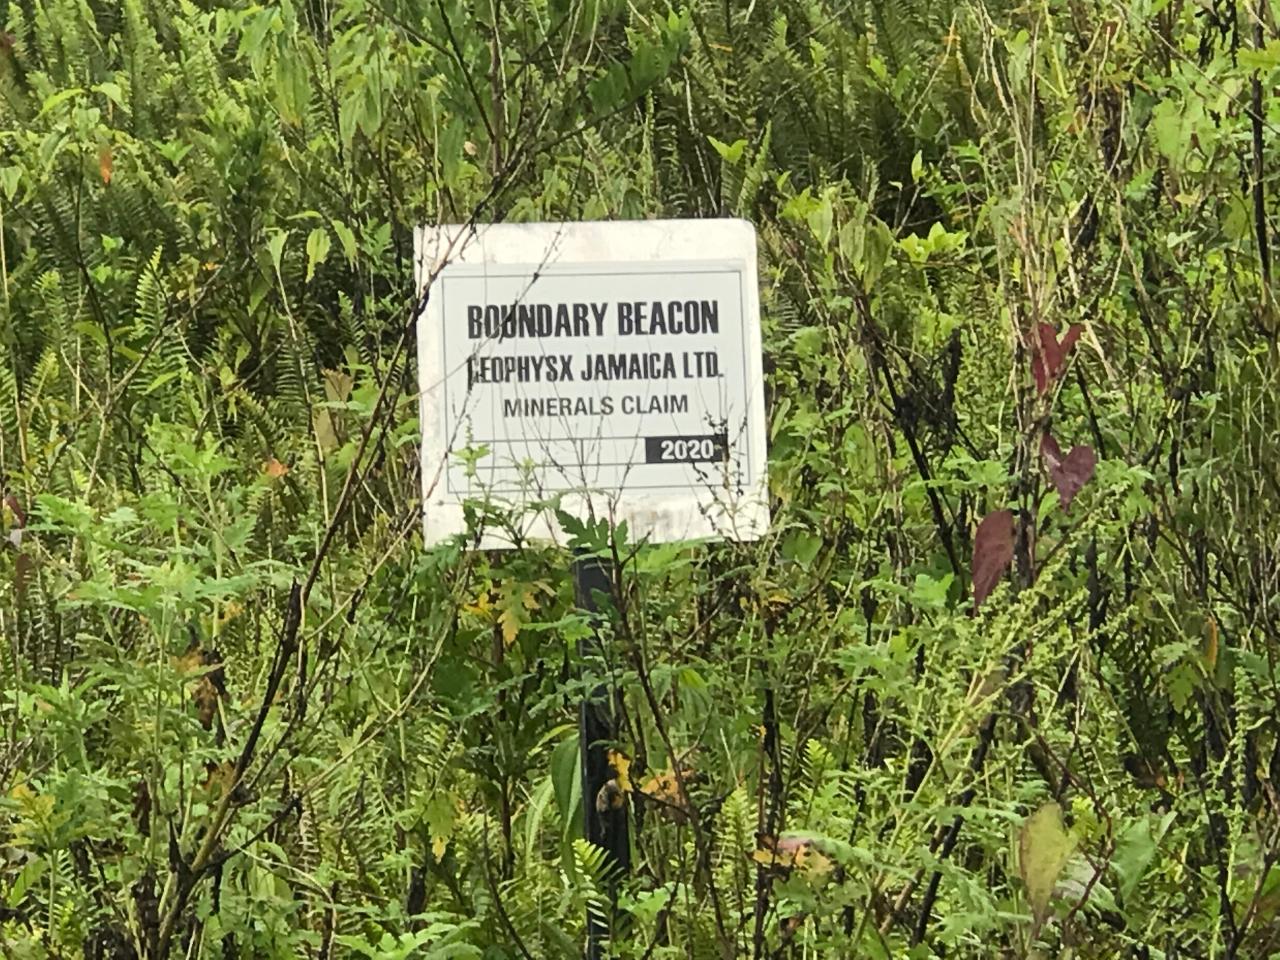 BOUNDARY BEACON
GEOPHYSX JAMAICA LTD.
MINERALS CLAIM
2020